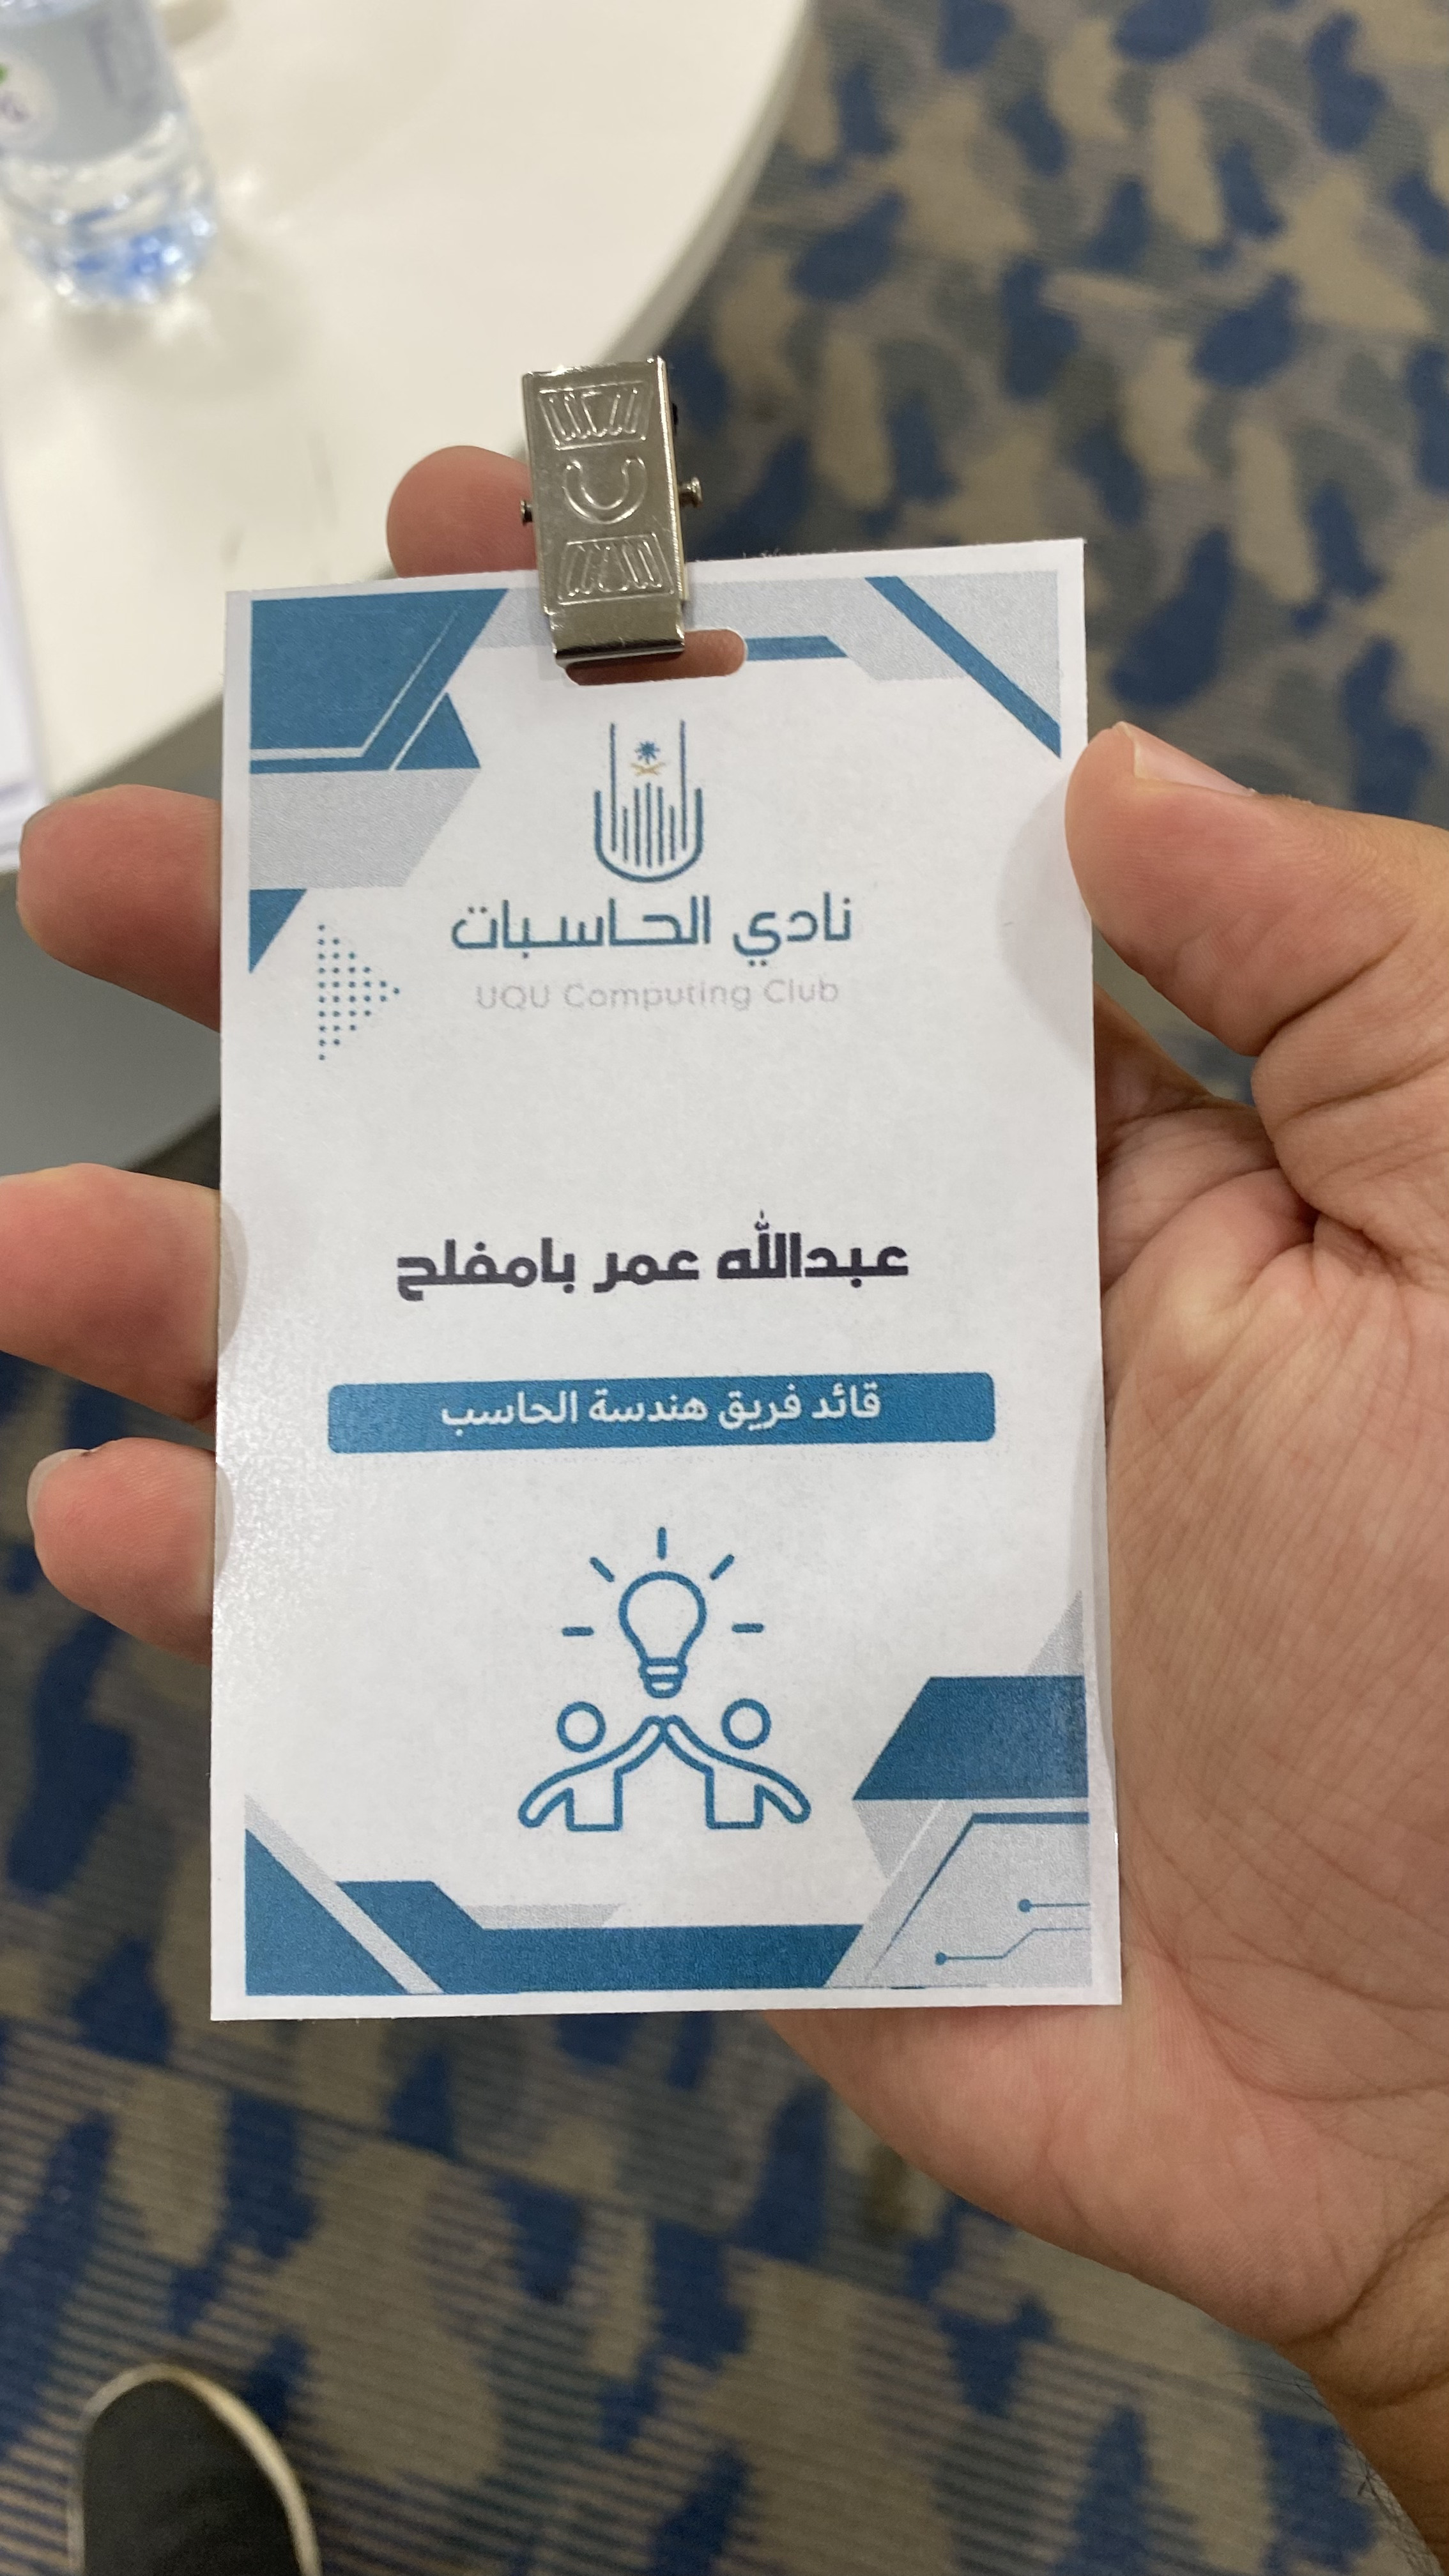 نادي الحاسبات
UQU Computing Club
عبدالله عمر بامفلح
قائد فريق هندسة الحاسب